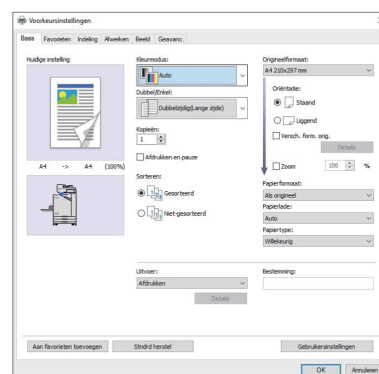 Voorkeursinstellingen
Basis Favorieten Indeling Afwerken Beeld Geavanc.
Huidige instelling
A4 -> A4 (100%)
Kleurmodus:
Auto
Dubbel/Enkel:
Dubbelzijdig(Lange zijde)
Kopieën:
1
Afdrukken en pauze
Sorteren:
Gesorteerd
Niet-gesorteerd
Uitvoer:
Afdrukken
Details
Origineelformaat:
A4 210x297 mm
Oriëntatie:
Staand
Liggend
Versch. form. orig.
Details
Zoom 100 %
Papierformaat:
Als origineel
Papierlade:
Auto
Papiertype:
Willekeurig
Bestemming:
Aan favorieten toevoegen Stndrd herstel Gebruikersinstellingen
OK Annuleren